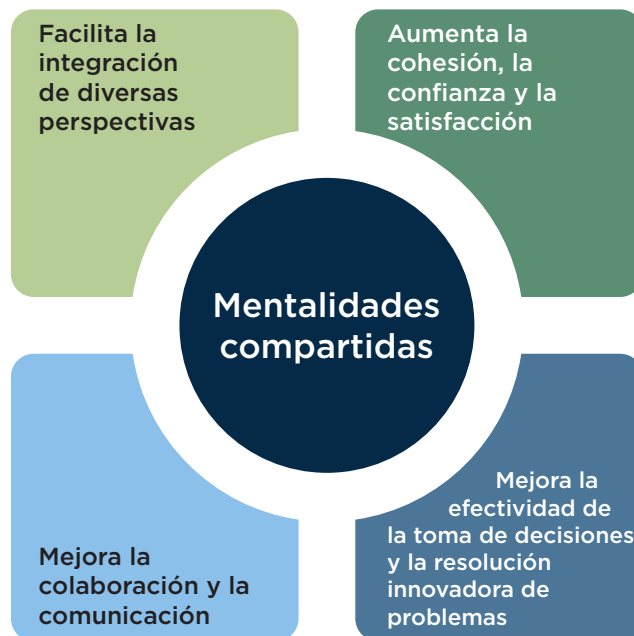 Facilita la
integración
de diversas
perspectivas
Aumenta la
cohesión, la
confianza y la
satisfacción
Mentalidades
compartidas
Mejora la
colaboración y la
comunicación
Mejora la
efectividad de
la toma de decisiones
y la resolución
innovadora de
problemas